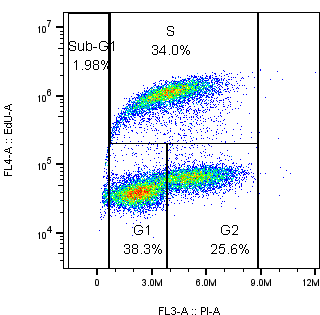 10^7
Sub-G1
1.98%
S
34.0%
10^6
FL4-A :: EdU-A
10^5
10^4
G1
38.3%
G2
25.6%
0 3.0M 6.0M 9.0M 12M
FL3-A :: PI-A